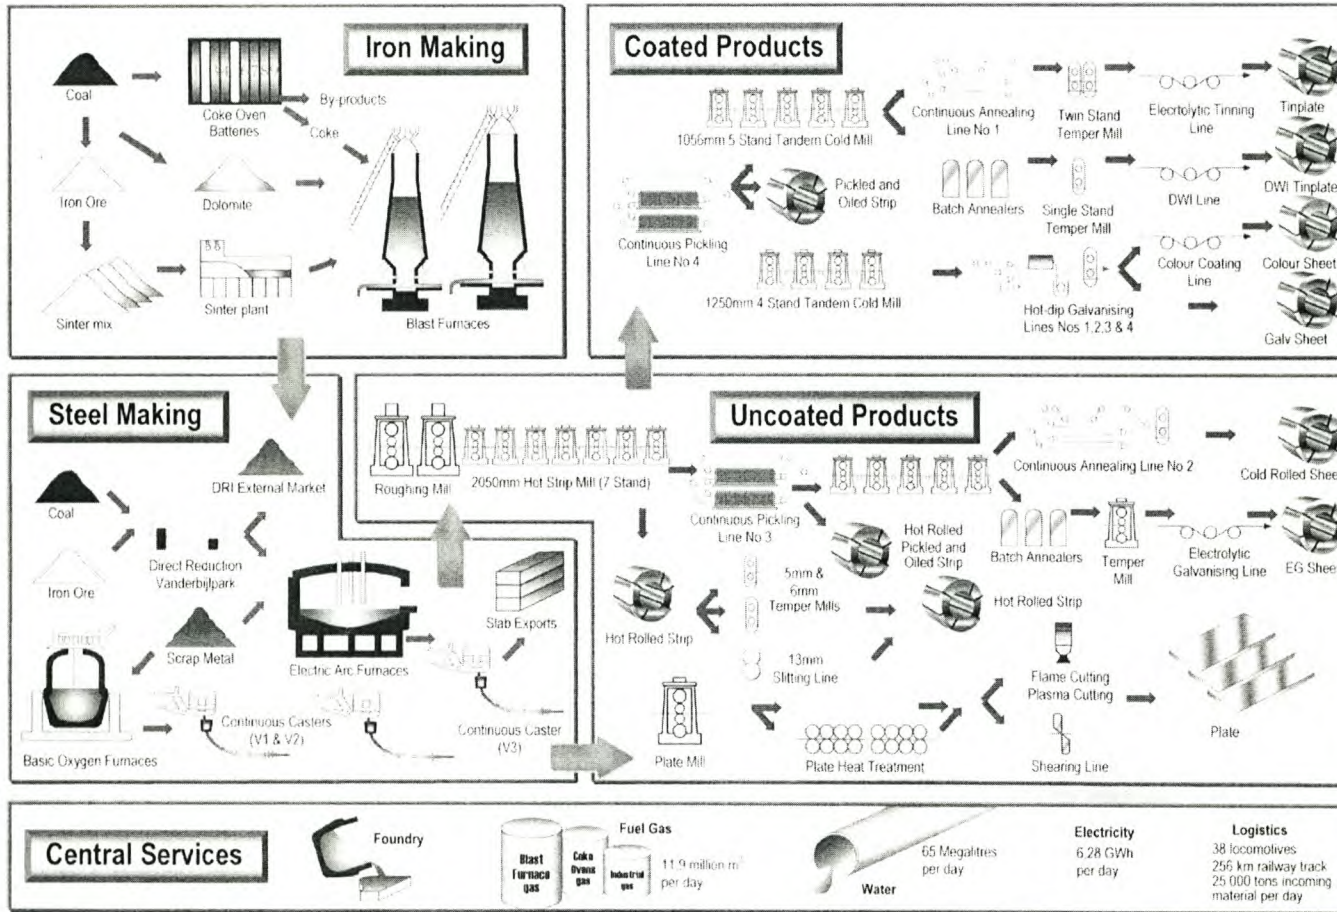 Iron Making
Coal
Coke Oven
Batteries
By-products
Coke
Iron Ore
Dolomite
Sinter mix
Sinter plant
Blast Furnaces
Coated Products
1056mm 5 Stand Tandem Cold Mill
Continuous Annealing
Line No 1
Twin Stand
Temper Mill
Elecrtolytic Tinning
Line
Tinplate
Continuous Pickling
Line No 4
Pickled and
Oiled Strip
Batch Annealers
Single Stand
Temper Mill
DWI Line
DWI Tinplate
1250mm 4 Stand Tandem Cold Mill
Hot-dip Galvanising
Lines Nos 1,2,3 & 4
Colour Coating
Line
Colour Sheet
Galv Sheet
Steel Making
Coal
DRI External Market
Iron Ore
Direct Reduction
Vanderbijlpark
Scrap Metal
Electric Arc Furnaces
Slab Exports
Basic Oxygen Furnaces
Continuous Casters
(V1 & V2)
Continuous Caster
(V3)
Uncoated Products
Roughing Mill
2050mm Hot Strip Mill (7 Stand)
Continuous Pickling
Line No 3
Continuous Annealing Line No 2
Cold Rolled Sheet
Hot Rolled
Pickled and
Oiled Strip
Batch Annealers
Temper
Mill
Electrolytic
Galvanising Line
EG Sheet
Hot Rolled Strip
5mm &
6mm
Temper Mills
13mm
Slitting Line
Hot Rolled Strip
Plate Mill
Plate Heat Treatment
Flame Cutting
Plasma Cutting
Shearing Line
Plate
Central Services
Foundry
Fuel Gas
Blast
Furnace
gas
Coke
Ovens
gas
Industrial
gas
11.9 million m³
per day
Water
65 Megalitres
per day
Electricity
6.28 GWh
per day
Logistics
38 locomotives
256 km railway track
25 000 tons incoming
material per day